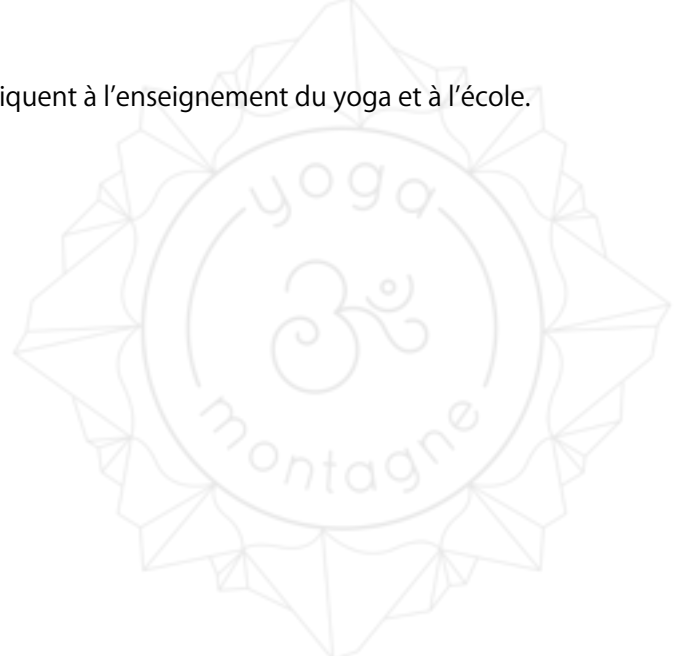 iquent à l’enseignement du yoga et à l’école.
yoga
ॐ
montagne